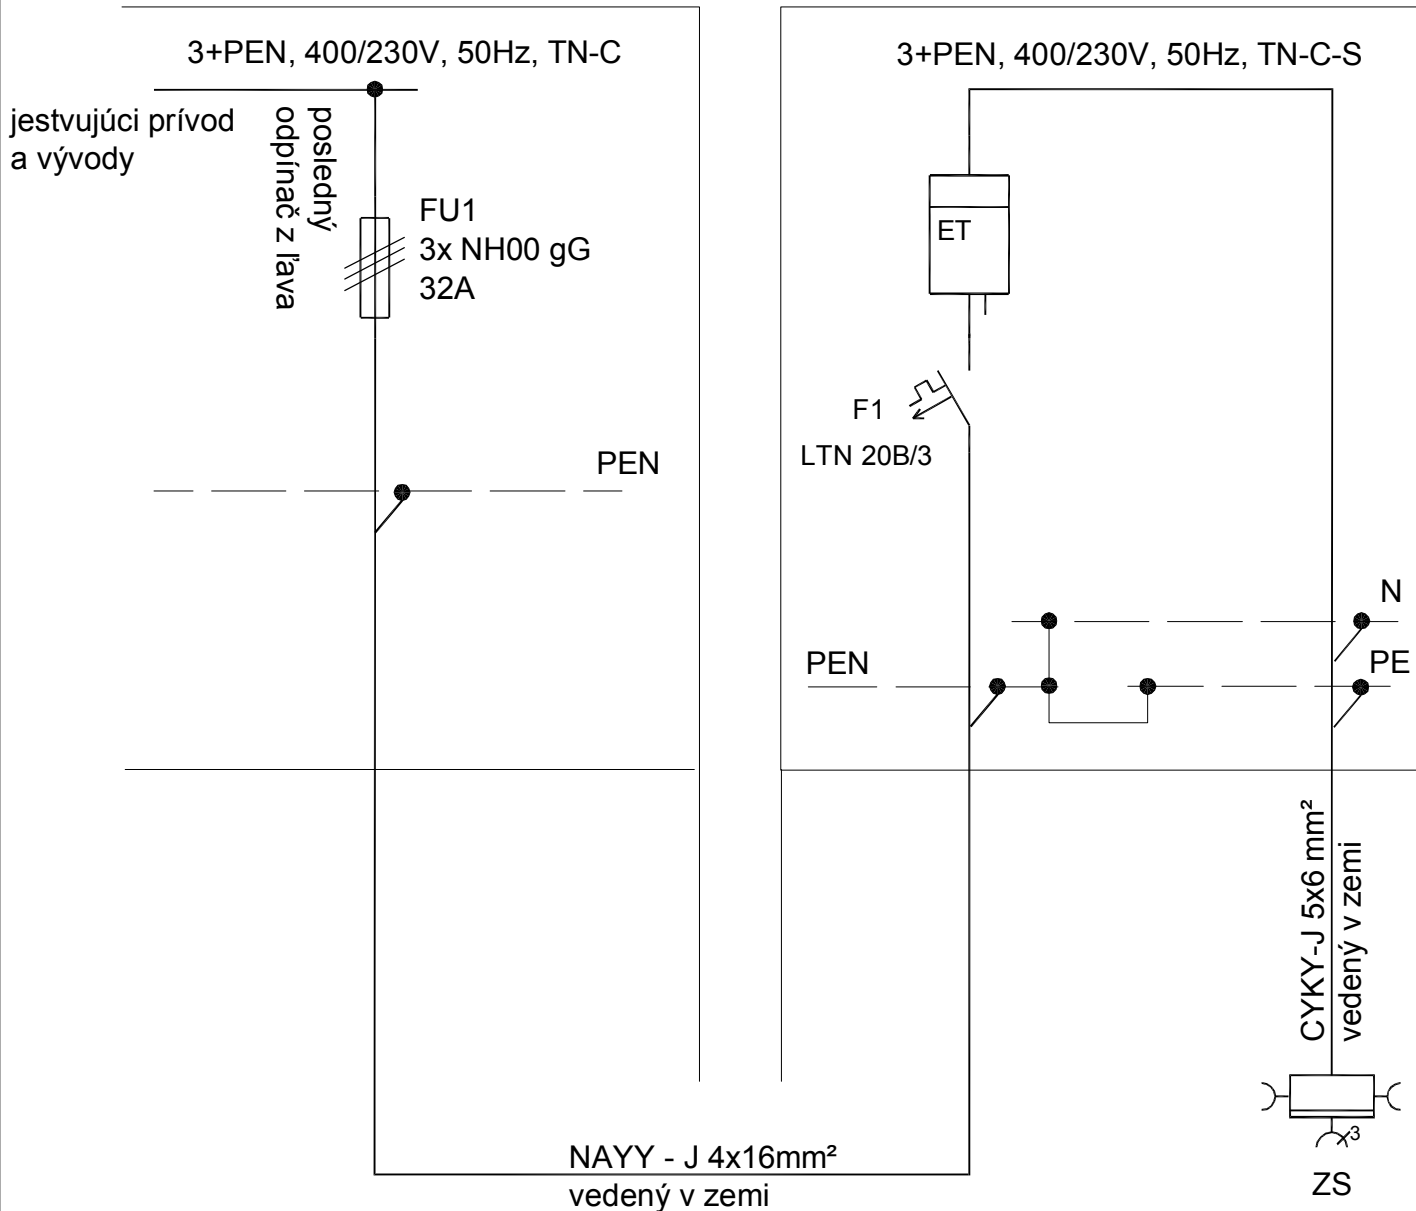 3+PEN, 400/230V, 50Hz, TN-C
jestvujúci prívod
a vývody
posledný
odpínač z ľava
FU1
3x NH00 gG
32A
PEN
3+PEN, 400/230V, 50Hz, TN-C-S
ET
F1
LTN 20B/3
N
PEN
PE
CYKY-J 5x6 mm²
vedený v zemi
3
ZS
NAYY - J 4x16mm²
vedený v zemi